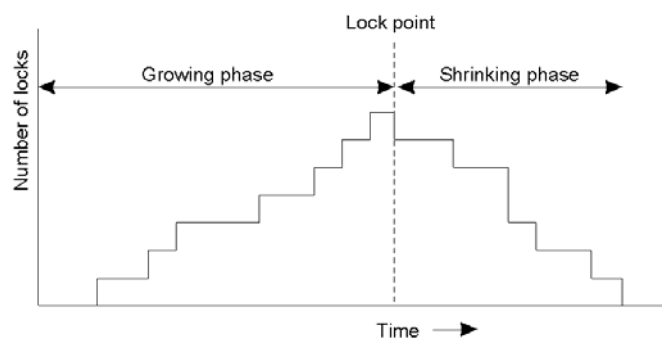 Lock point
Growing phase
Shrinking phase
Number of locks
Time